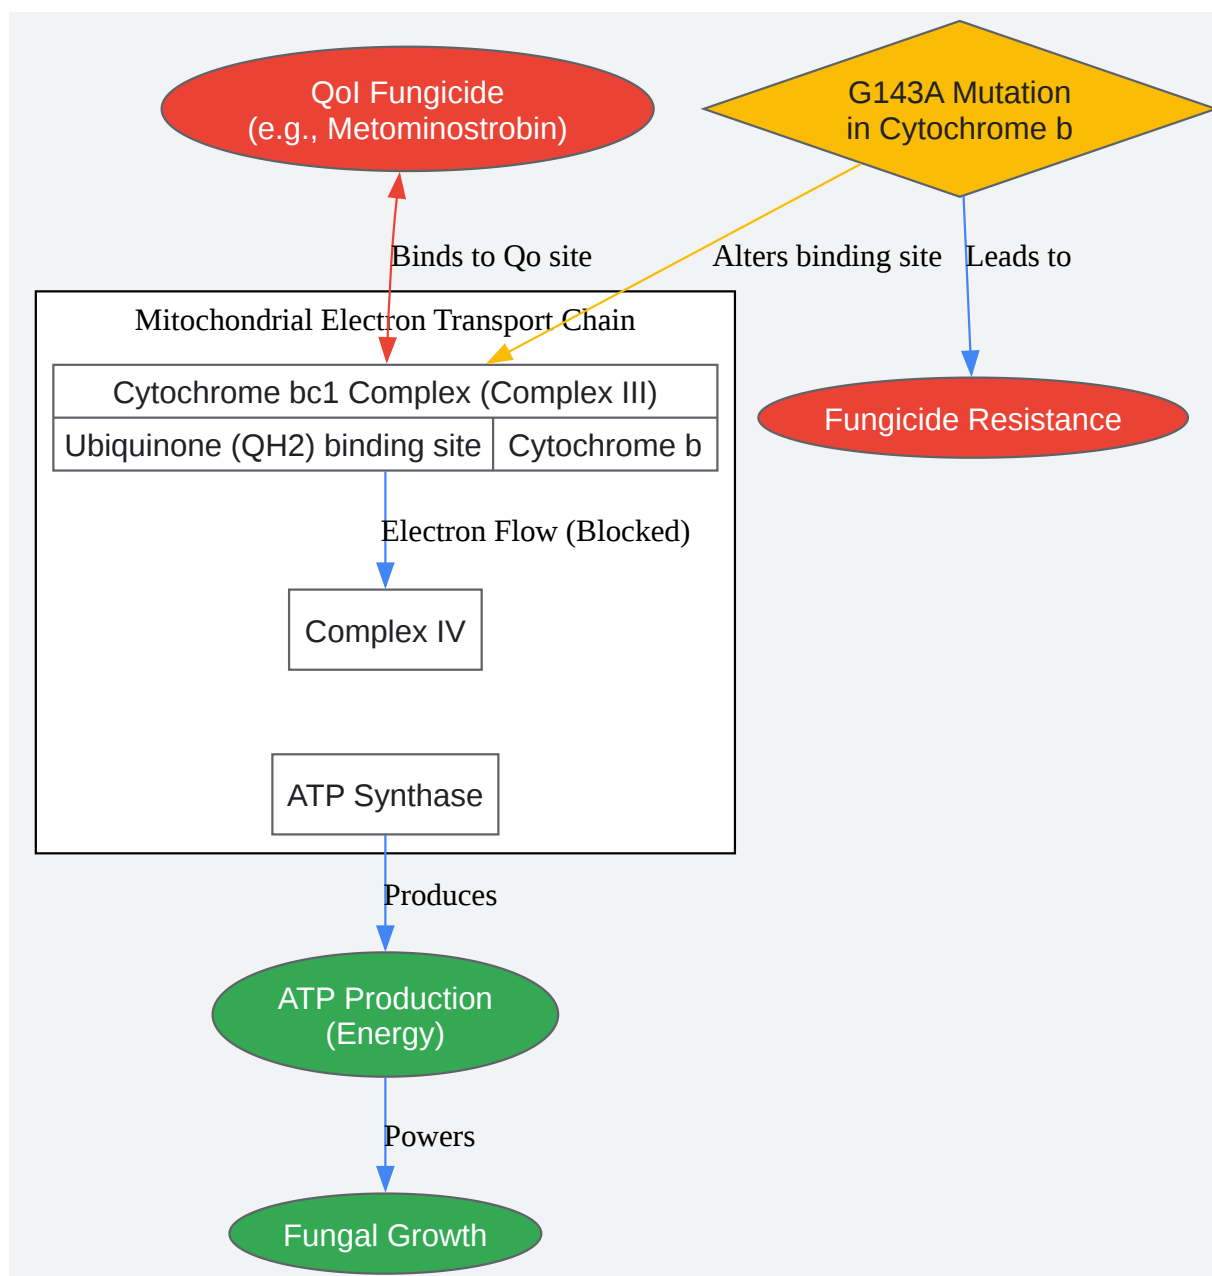 QoI Fungicide
(e.g., Metominostrobin)
G143A Mutation
in Cytochrome b
Binds to Qo site
Alters binding site
Leads to
Mitochondrial Electron Transport Chain
Cytochrome bc1 Complex (Complex III)
Ubiquinone (QH2) binding site
Cytochrome b
Fungicide Resistance
Electron Flow (Blocked)
Complex IV
ATP Synthase
Produces
ATP Production
(Energy)
Powers
Fungal Growth